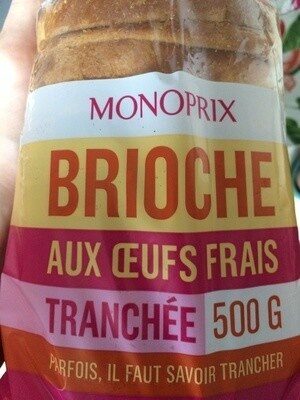 MONOPRIX
BRIOCHE
AUX ŒUFS FRAIS
TRANCHÉE 500 G
PARFOIS, IL FAUT SAVOIR TRANCHER